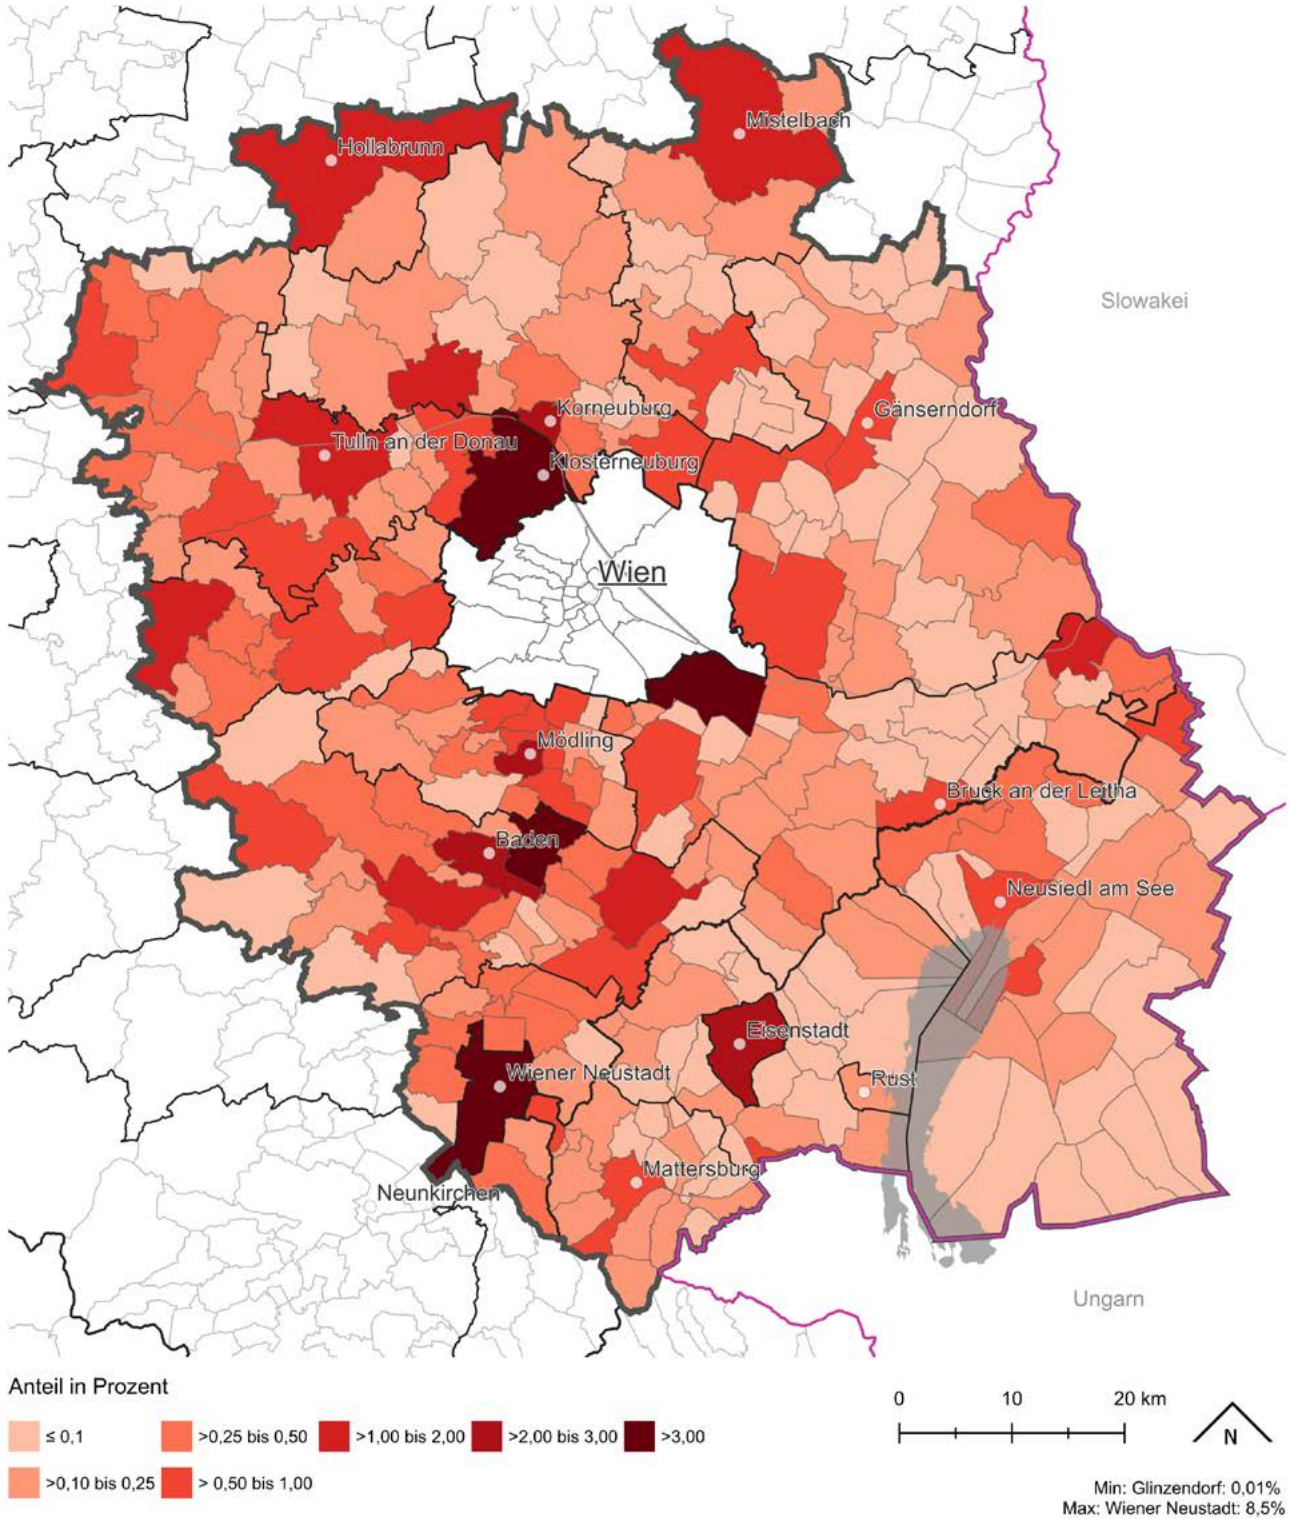 Mistelbach
Hollabrunn
Slowakei
Korneuburg
Gänserndorf
Tulln an der Donau
Klosterneuburg
Wien
Mödling
Bruck an der Leitha
Baden
Neusiedl am See
Eisenstadt
Wiener Neustadt
Rust
Mattersburg
Neunkirchen
Ungarn
Anteil in Prozent
≤ 0,1
>0,25 bis 0,50
>1,00 bis 2,00
>2,00 bis 3,00
>3,00
>0,10 bis 0,25
> 0,50 bis 1,00
0 10 20 km
N
Min: Glinzendorf: 0,01%
Max: Wiener Neustadt: 8,5%